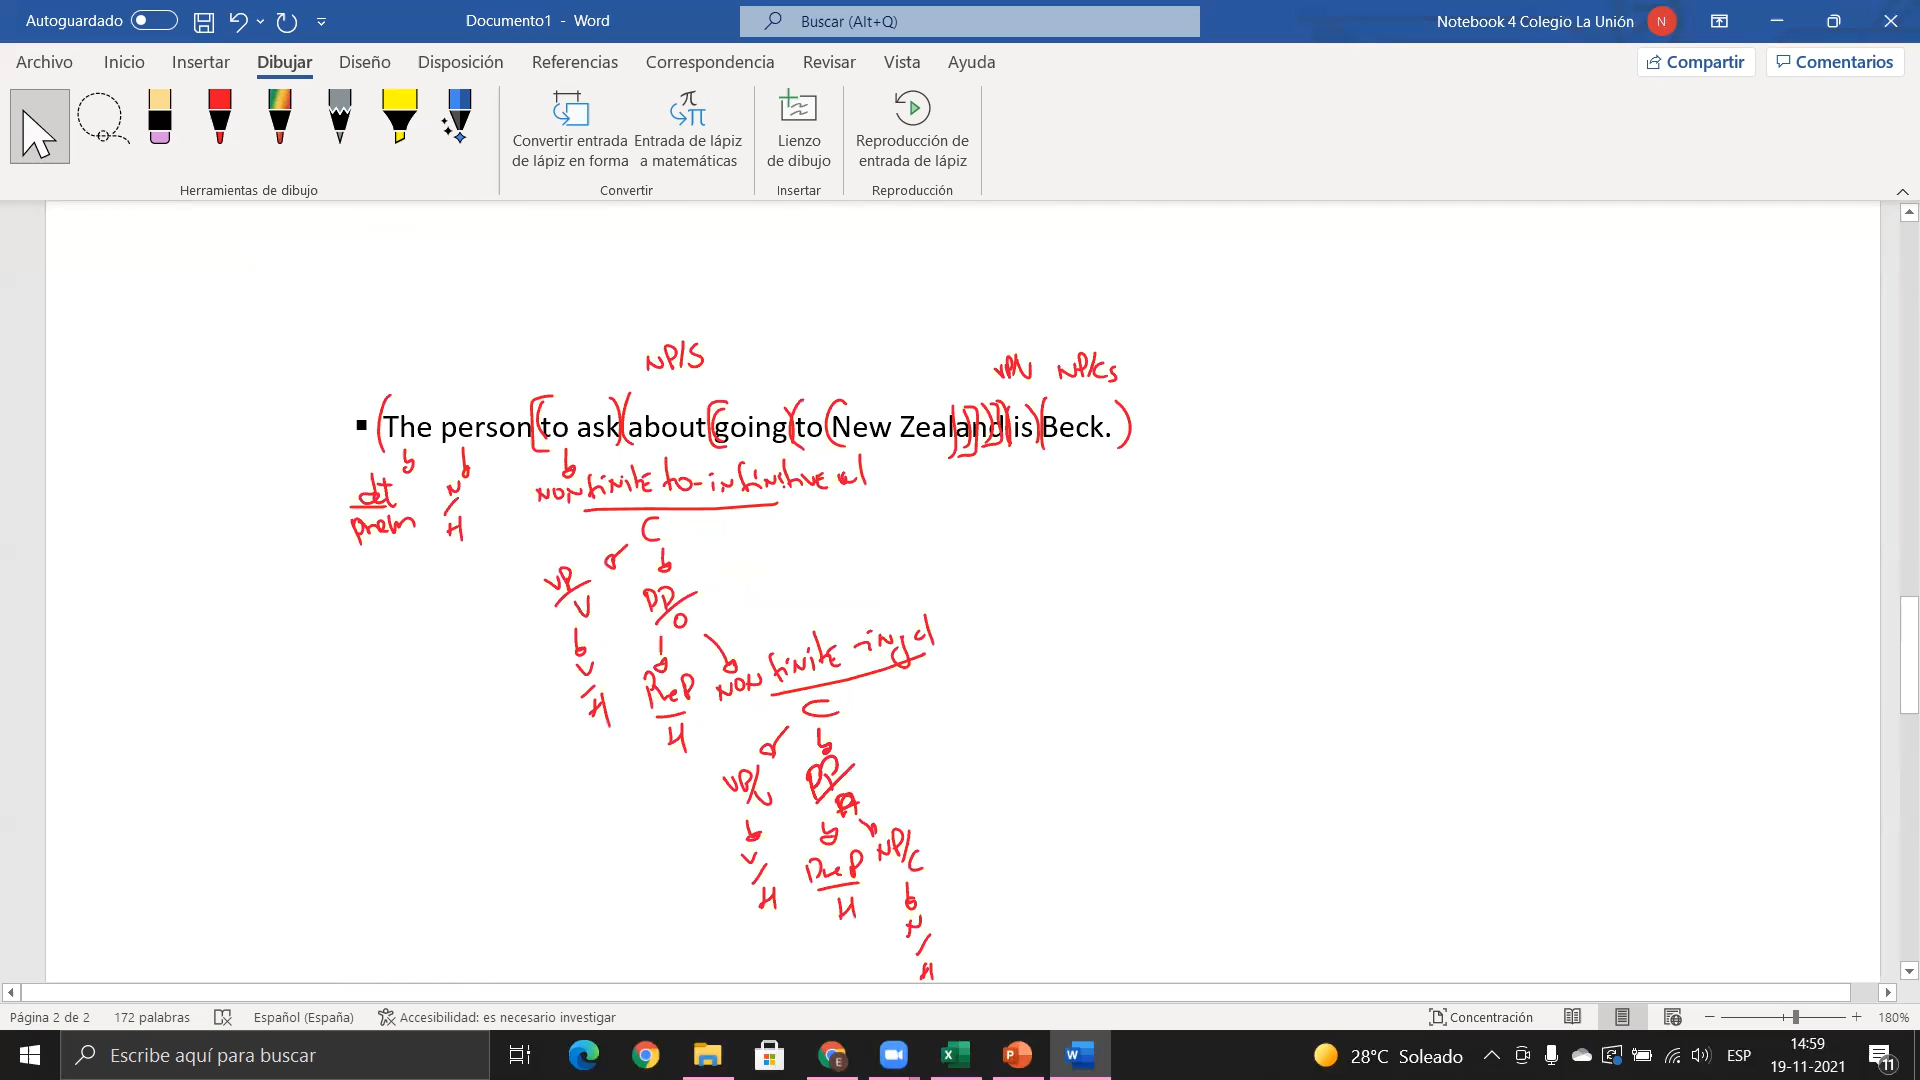 Autoguardado
Documento1 - Word
Buscar (Alt+Q)
Notebook 4 Colegio La Unión
N
Archivo Inicio Insertar Dibujar Diseño Disposición Referencias Correspondencia Revisar Vista Ayuda
Compartir Comentarios
Convertir entrada de lápiz en forma
Entrada de lápiz a matemáticas
Lienzo de dibujo
Reproducción de entrada de lápiz
Herramientas de dibujo
Convertir
Insertar
Reproducción
NP/S
VP/V NP/Cs
▪ (The person [(to ask)(about [(going)(to (New Zealand)])])])(is)(Beck.)
det
prem
N
/
H
NON finite to-infinitive cl
C
VP
/
V
PP
/
O
V
/
H
PreP
H
NON finite -ing cl
C
VP/V
PP
/
A
V
/
H
PreP
H
NP/C
N
/
H
Página 2 de 2 172 palabras Español (España) Accesibilidad: es necesario investigar
Concentración
180%
Escribe aquí para buscar
28°C Soleado
ESP
14:59
19-11-2021
11